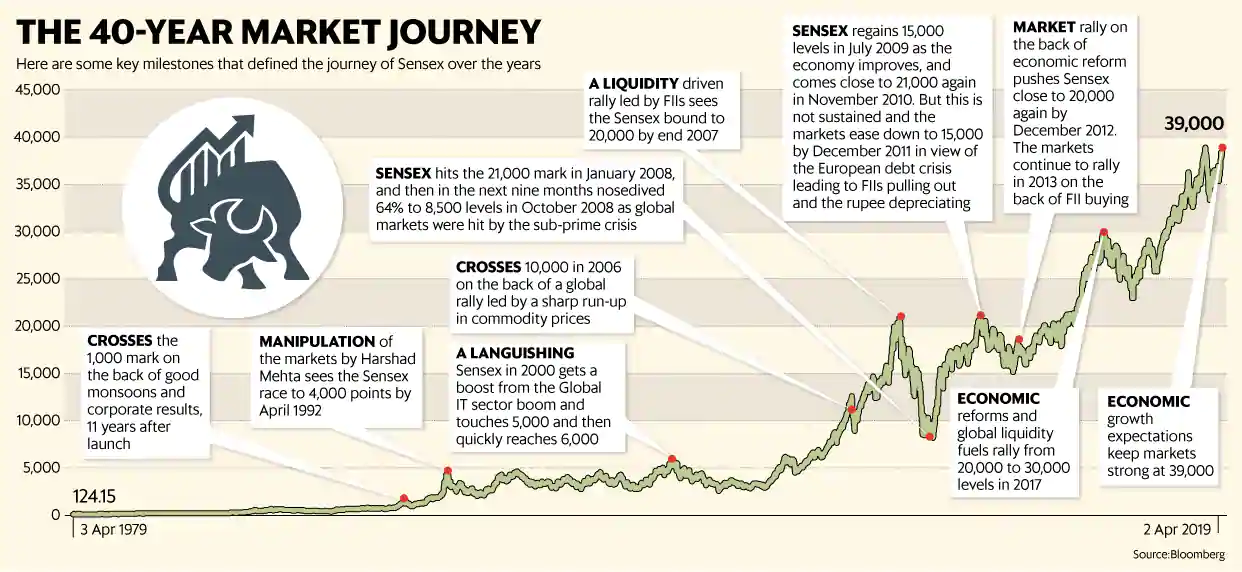 THE 40-YEAR MARKET JOURNEY
Here are some key milestones that defined the journey of Sensex over the years
45,000
40,000
35,000
30,000
25,000
20,000
15,000
10,000
5,000
0
124.15
3 Apr 1979
CROSSES the
1,000 mark on
the back of good
monsoons and
corporate results,
11 years after
launch
MANIPULATION of
the markets by Harshad
Mehta sees the Sensex
race to 4,000 points by
April 1992
A LANGUISHING
Sensex in 2000 gets a
boost from the Global
IT sector boom and
touches 5,000 and then
quickly reaches 6,000
CROSSES 10,000 in 2006
on the back of a global
rally led by a sharp run-up
in commodity prices
SENSEX hits the 21,000 mark in January 2008,
and then in the next nine months nosedived
64% to 8,500 levels in October 2008 as global
markets were hit by the sub-prime crisis
A LIQUIDITY driven
rally led by FIIs sees
the Sensex bound to
20,000 by end 2007
SENSEX regains 15,000
levels in July 2009 as the
economy improves, and
comes close to 21,000 again
in November 2010. But this is
not sustained and the
markets ease down to 15,000
by December 2011 in view of
the European debt crisis
leading to FIIs pulling out
and the rupee depreciating
MARKET rally on
the back of
economic reform
pushes Sensex
close to 20,000
again by
December 2012.
The markets
continue to rally
in 2013 on the
back of FII buying
39,000
ECONOMIC
reforms and
global liquidity
fuels rally from
20,000 to 30,000
levels in 2017
ECONOMIC
growth
expectations
keep markets
strong at 39,000
2 Apr 2019
Source:Bloomberg